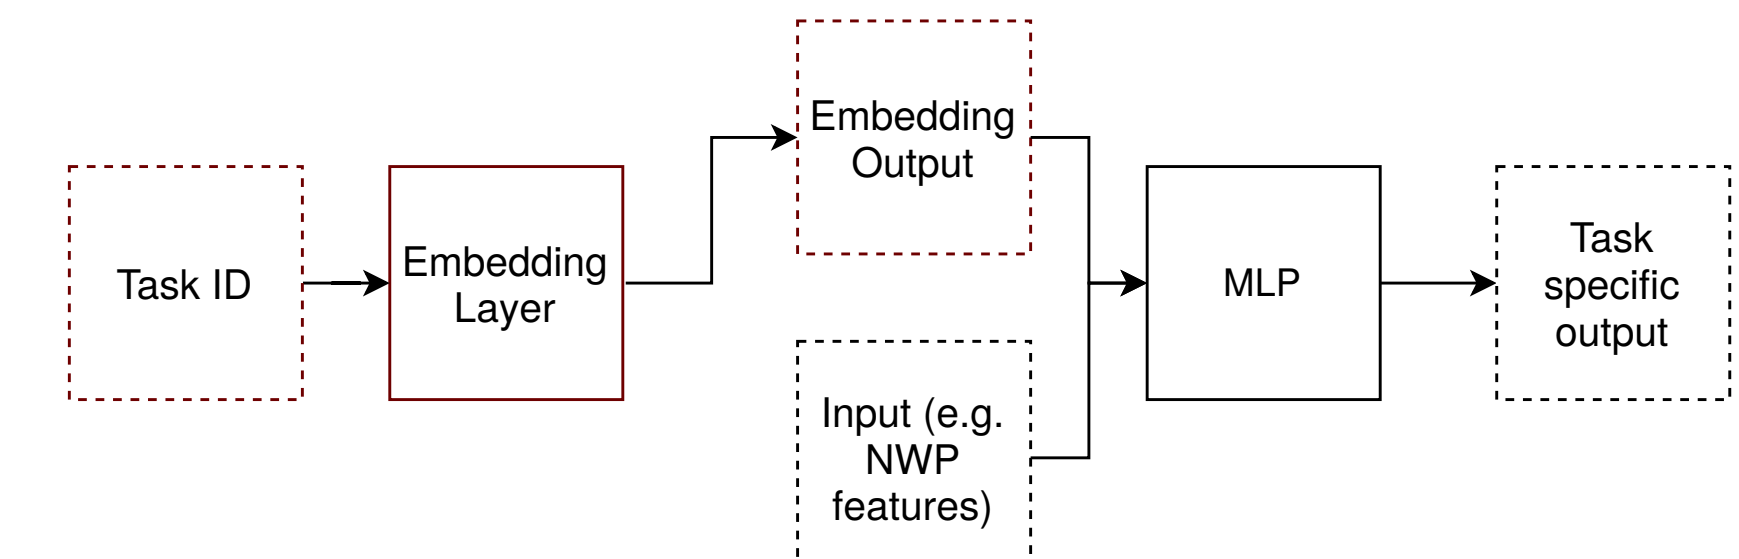 Task ID
Embedding
Layer
Embedding
Output
Input (e.g.
NWP
features)
MLP
Task
specific
output